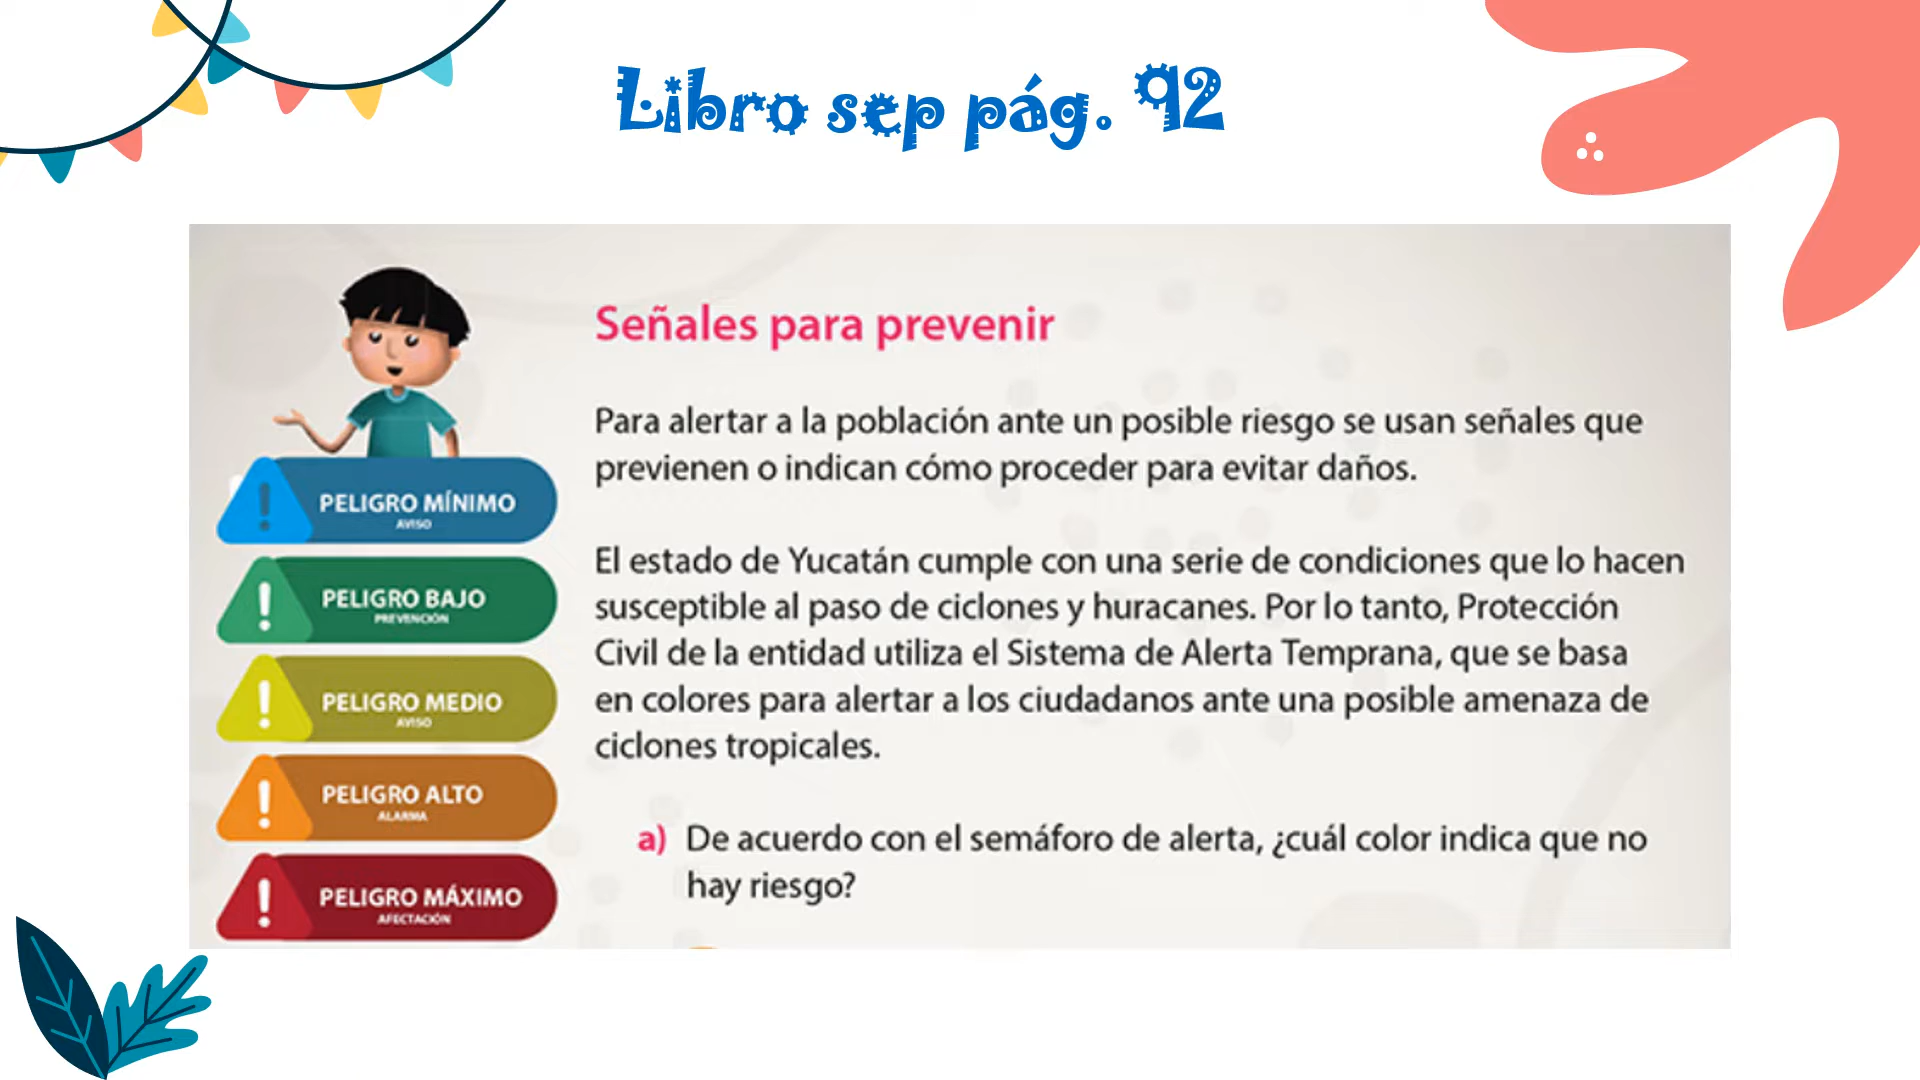 Libro sep pág. 92
Señales para prevenir
Para alertar a la población ante un posible riesgo se usan señales que
previenen o indican cómo proceder para evitar daños.
El estado de Yucatán cumple con una serie de condiciones que lo hacen
susceptible al paso de ciclones y huracanes. Por lo tanto, Protección
Civil de la entidad utiliza el Sistema de Alerta Temprana, que se basa
en colores para alertar a los ciudadanos ante una posible amenaza de
ciclones tropicales.
a) De acuerdo con el semáforo de alerta, ¿cuál color indica que no
hay riesgo?
PELIGRO MÍNIMO
AVISO
PELIGRO BAJO
PREVENCIÓN
PELIGRO MEDIO
AVISO
PELIGRO ALTO
ALARMA
PELIGRO MÁXIMO
AFECTACIÓN